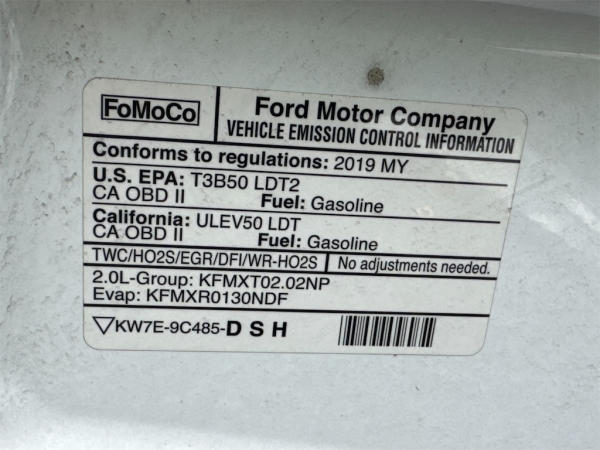 FoMoCo
Ford Motor Company
VEHICLE EMISSION CONTROL INFORMATION
Conforms to regulations: 2019 MY
U.S. EPA: T3B50 LDT2
CA OBD II Fuel: Gasoline
California: ULEV50 LDT
CA OBD II Fuel: Gasoline
TWC/HO2S/EGR/DFI/WR-HO2S No adjustments needed.
2.0L-Group: KFMXT02.02NP
Evap: KFMXR0130NDF
KW7E-9C485-D S H